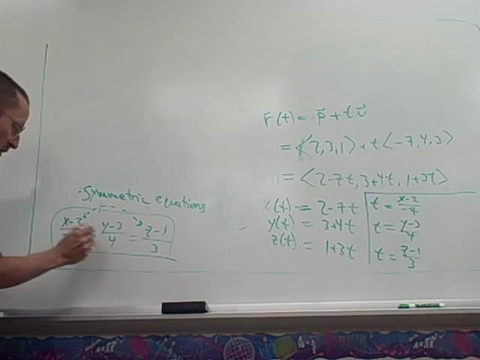 r(t) = p⃗ + t v⃗
= ⟨2,3,1⟩ + t⟨-7,4,3⟩
= ⟨2-7t, 3+4t, 1+3t⟩
x(t) = 2-7t
y(t) = 3+4t
z(t) = 1+3t
t = (x-2)/-7
t = (y-3)/4
t = (z-1)/3
· Symmetric equations
x-2 (y-3)/4 = (z-1)/3